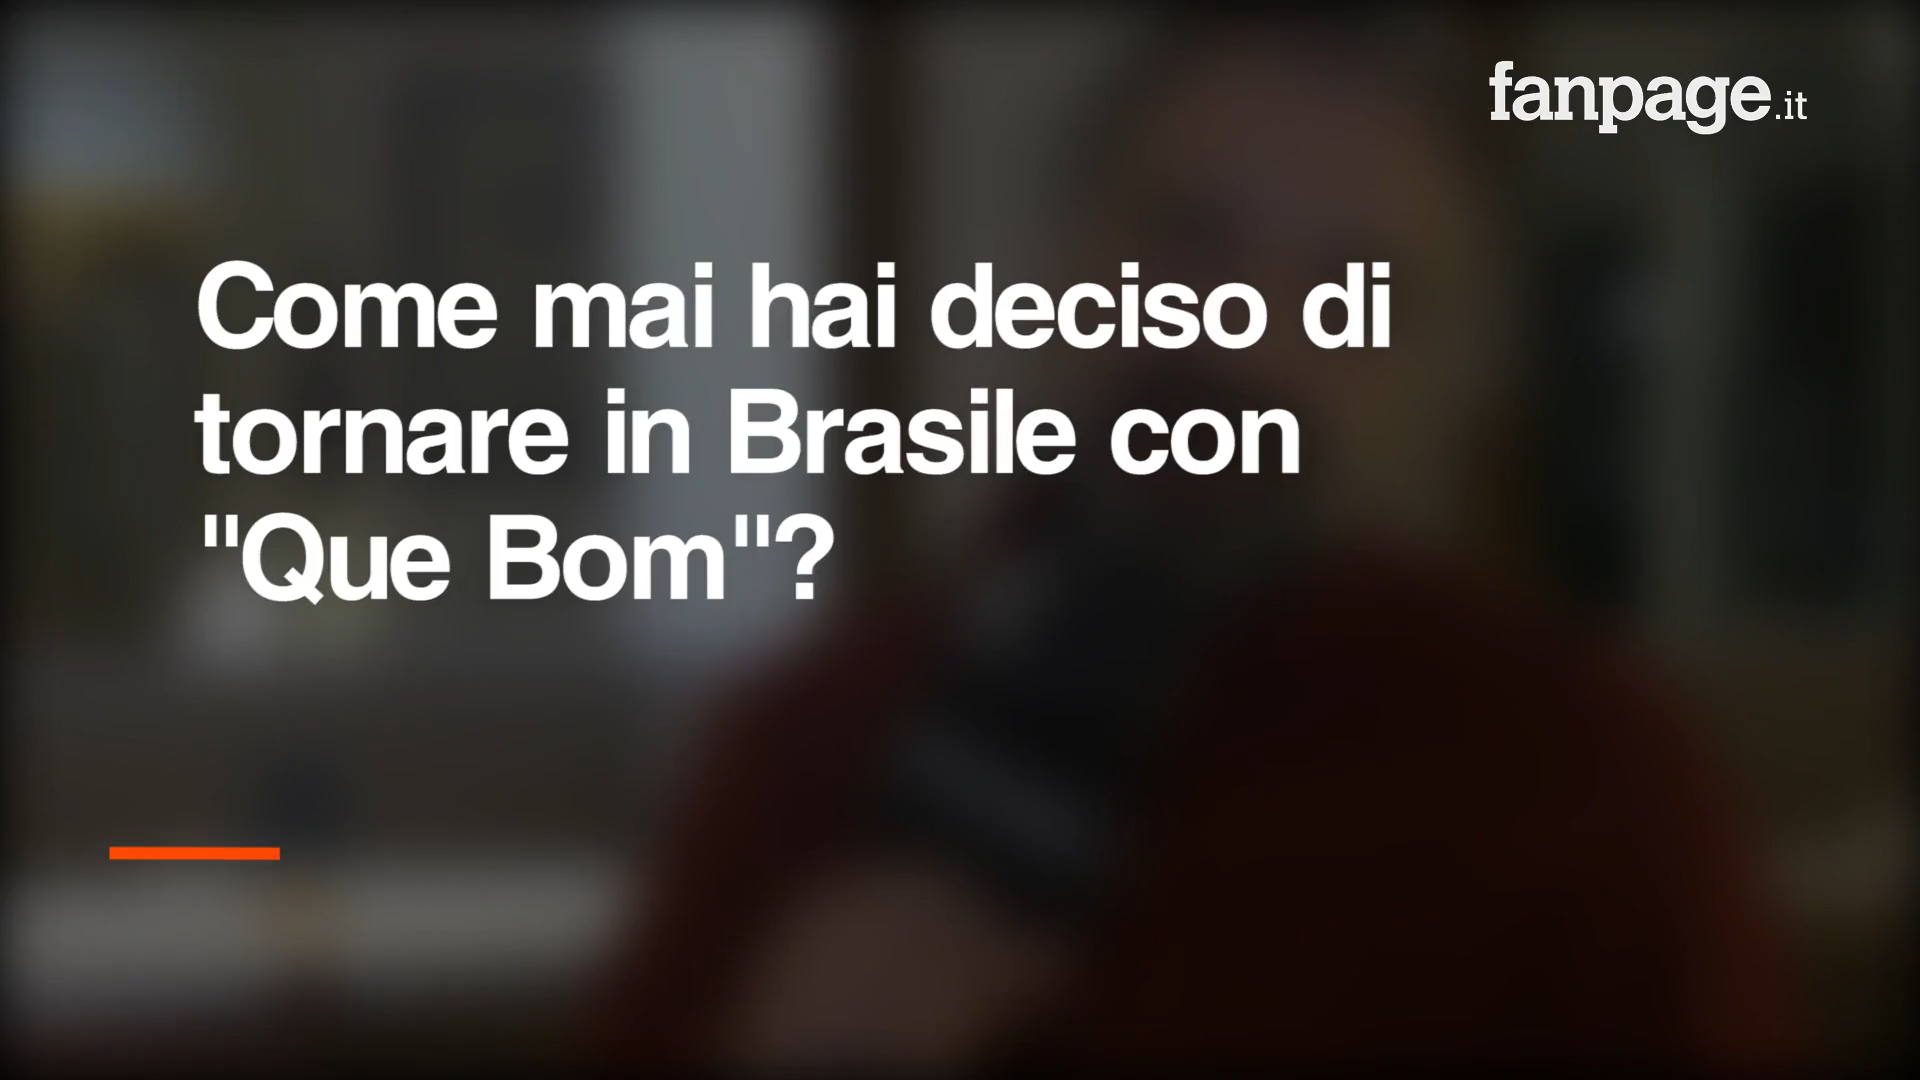 fanpage.it
Come mai hai deciso di
tornare in Brasile con
"Que Bom"?